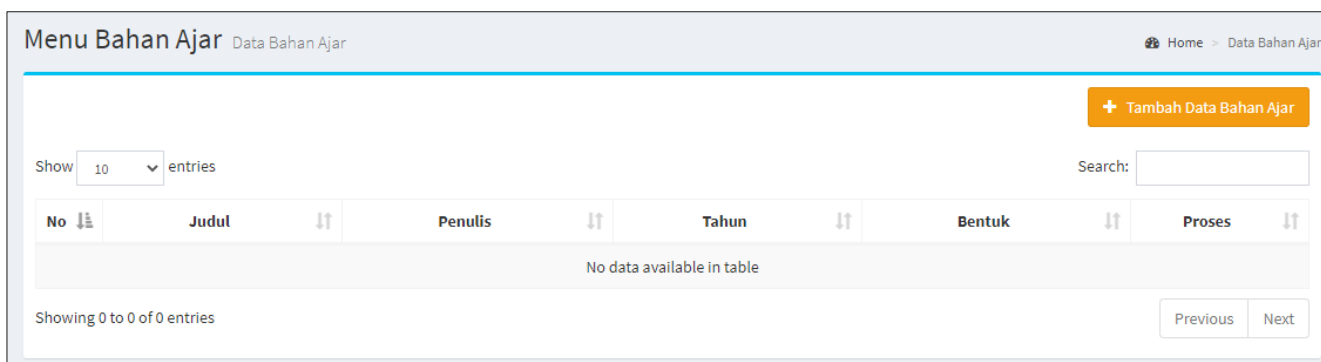 Menu Bahan Ajar Data Bahan Ajar
Home > Data Bahan Ajar
+ Tambah Data Bahan Ajar
Show 10 entries
Search:
No Judul Penulis Tahun Bentuk Proses
No data available in table
Showing 0 to 0 of 0 entries
Previous Next